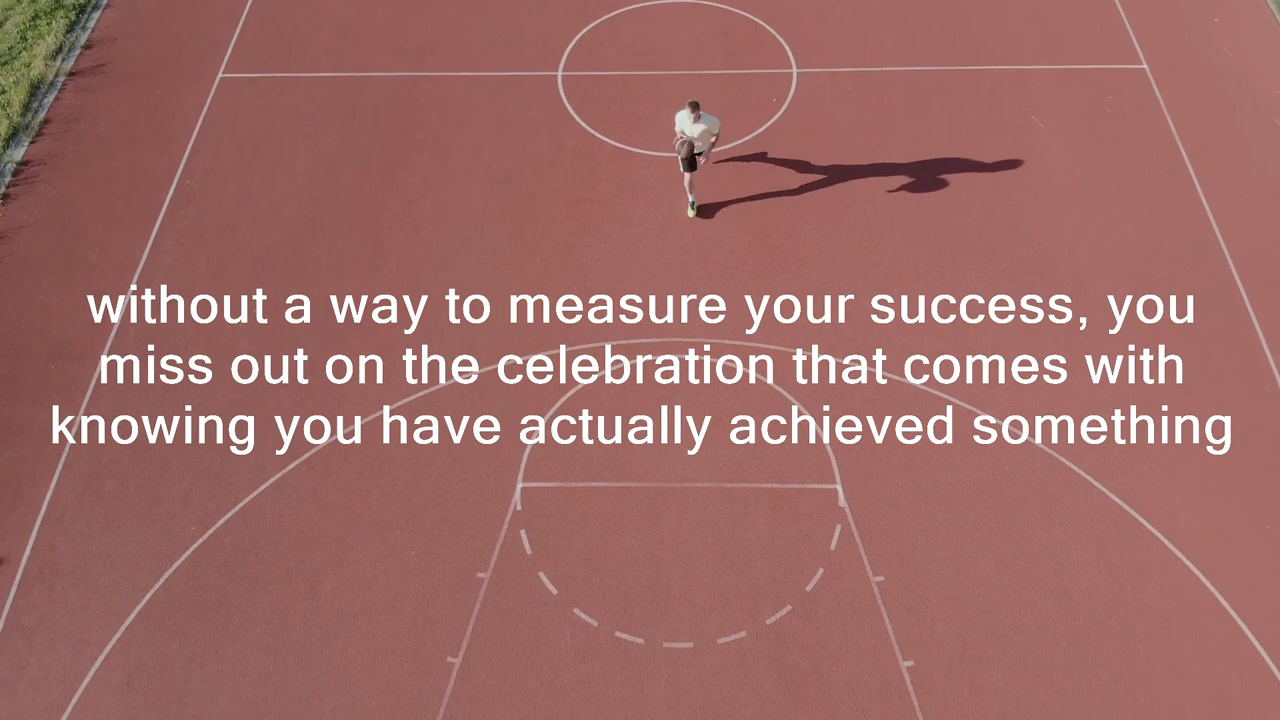 without a way to measure your success, you
miss out on the celebration that comes with
knowing you have actually achieved something